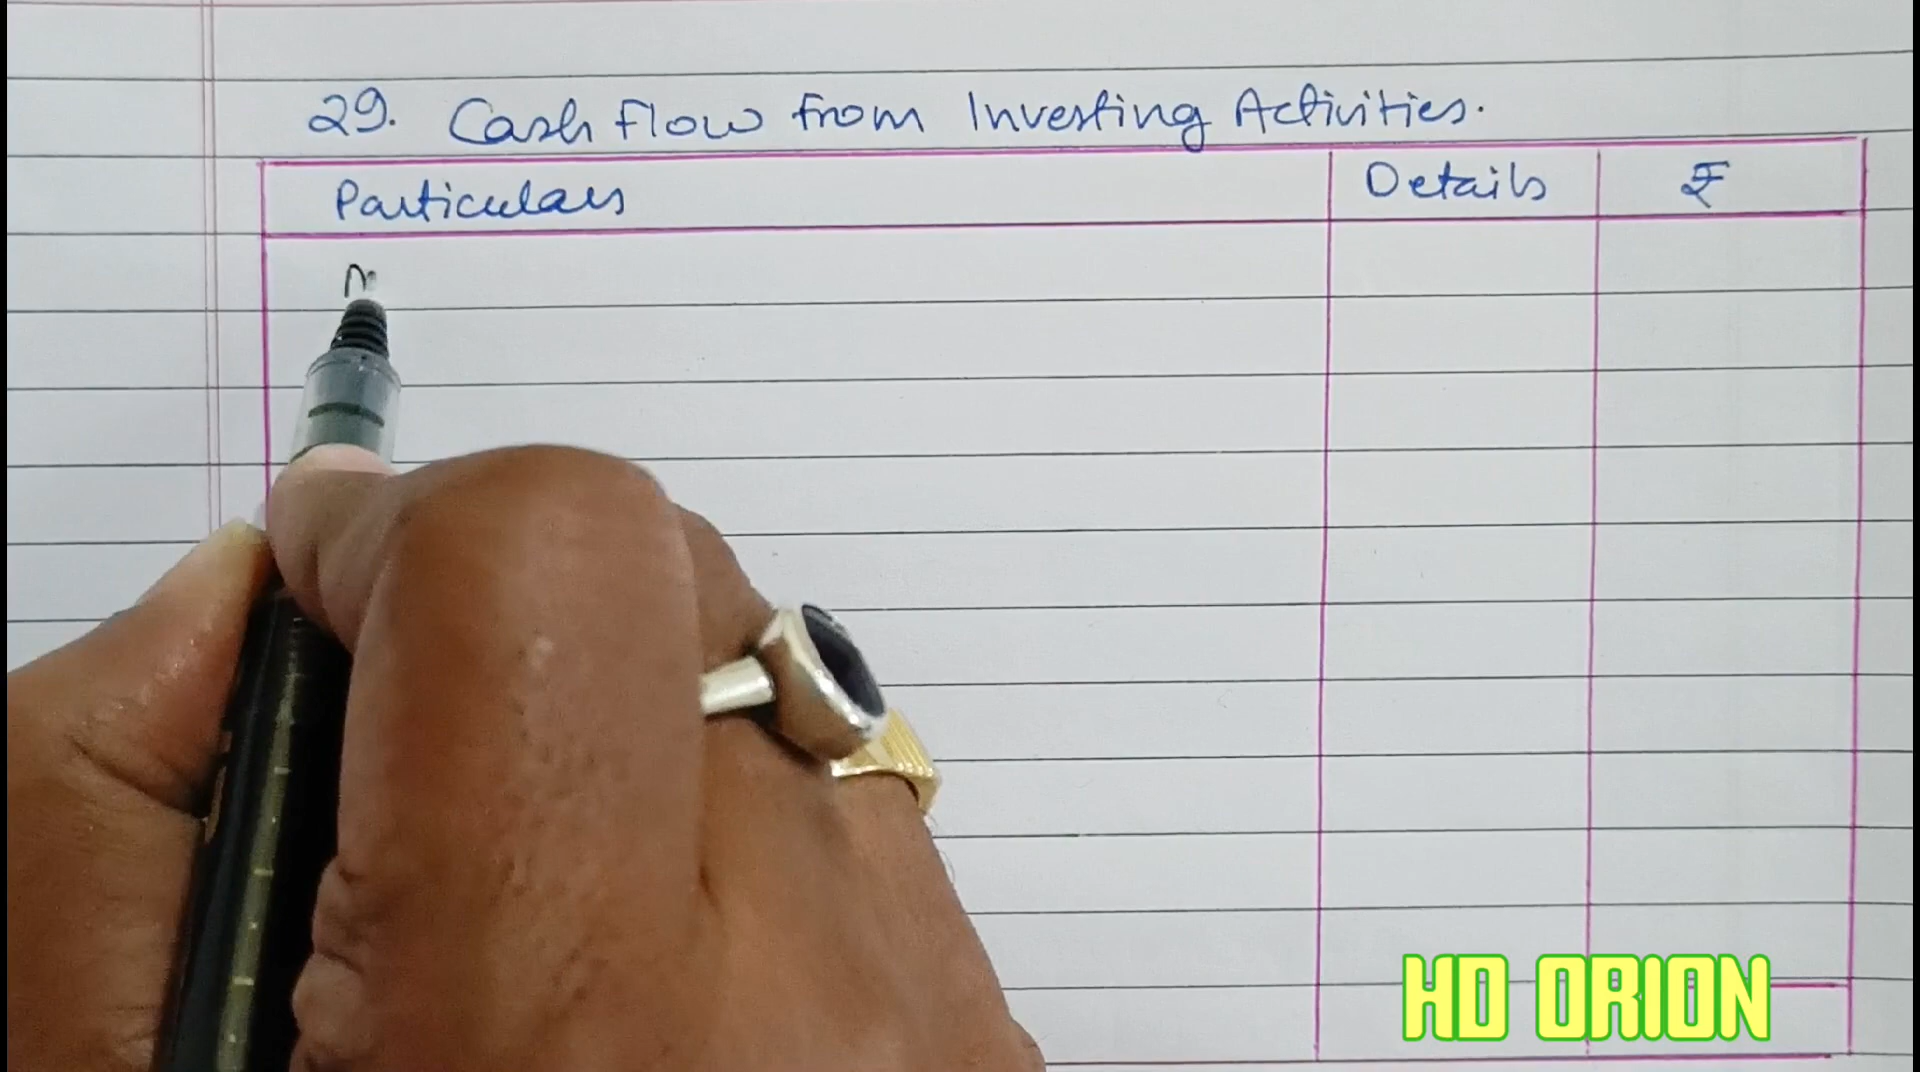 29. Cash Flow from Investing Activities.
Particulars Details ₹
HD ORION